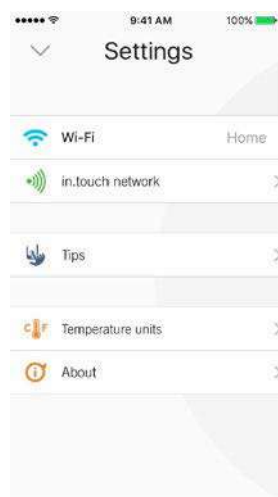 9:41 AM 100%
Settings
Wi-Fi Home
in.touch network
Tips
C F Temperature units
About